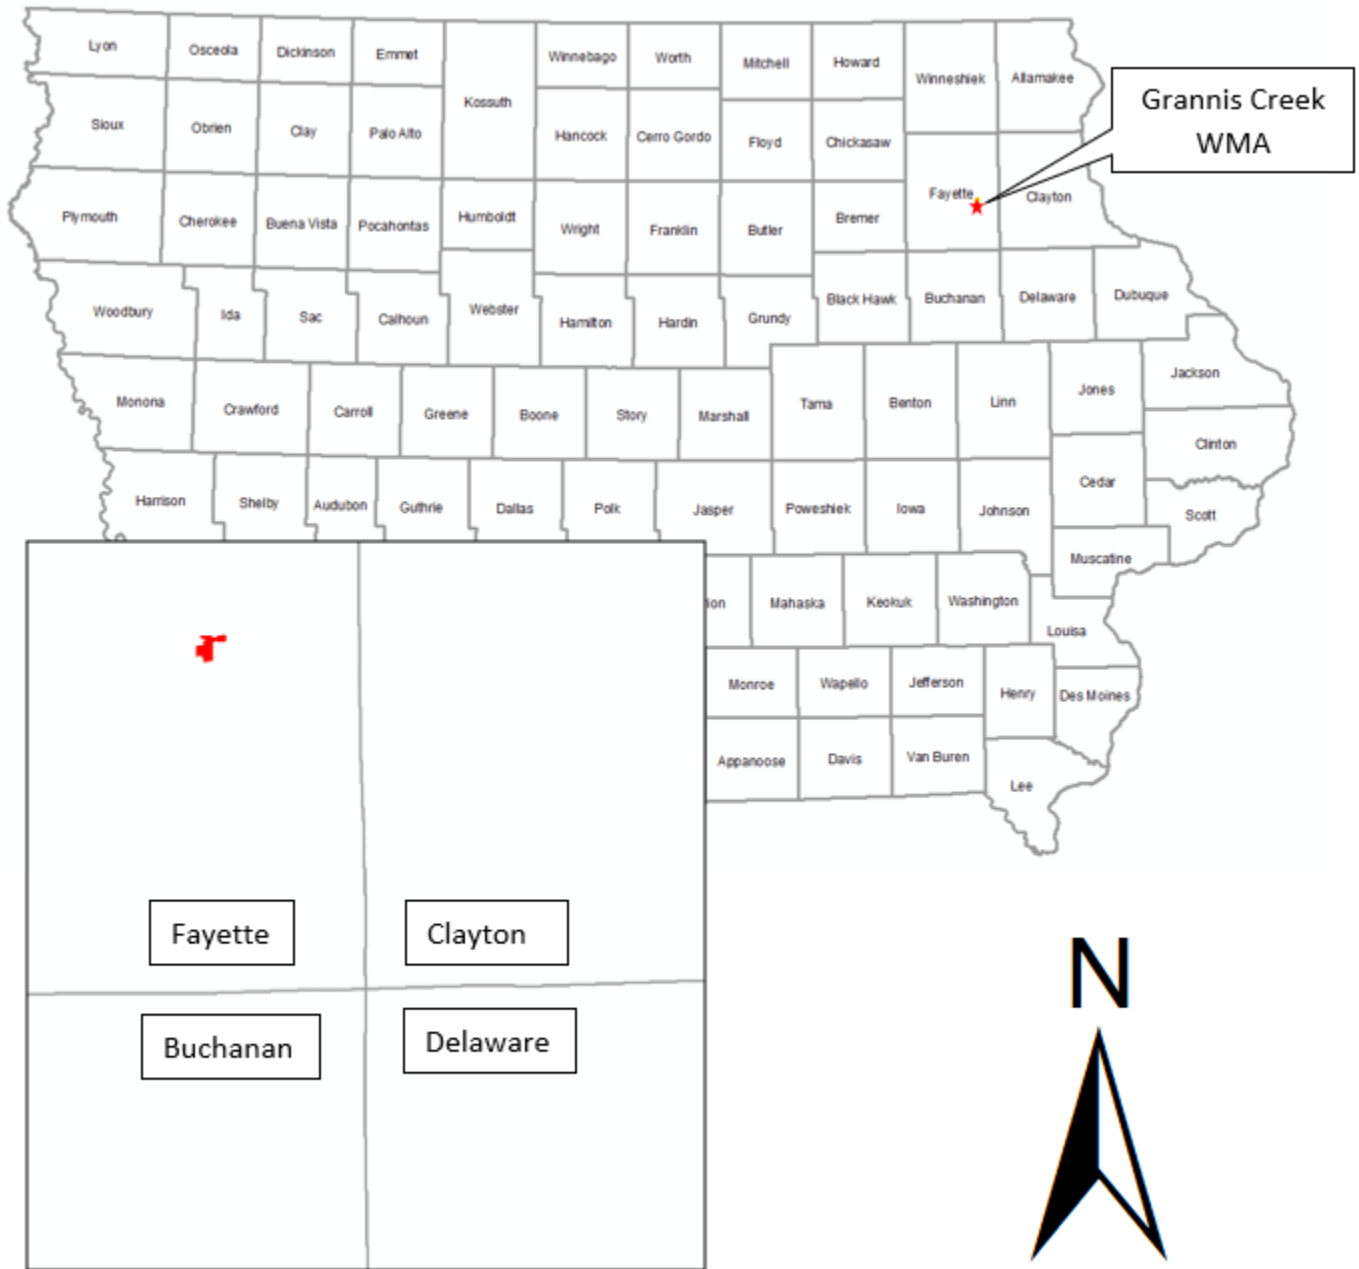 Lyon
Osceola
Dickinson
Emmet
Kossuth
Winnebago
Worth
Mitchell
Howard
Winneshiek
Allamakee
Grannis Creek
WMA
Sioux
Obrien
Clay
Palo Alto
Hancock
Cerro Gordo
Floyd
Chickasaw
Fayette
Clayton
Plymouth
Cherokee
Buena Vista
Pocahontas
Humboldt
Wright
Franklin
Butler
Bremer
Woodbury
Ida
Sac
Calhoun
Webster
Hamilton
Hardin
Grundy
Black Hawk
Buchanan
Delaware
Dubuque
Monona
Crawford
Carroll
Greene
Boone
Story
Marshall
Tama
Benton
Linn
Jones
Jackson
Clinton
Harrison
Shelby
Audubon
Guthrie
Dallas
Polk
Jasper
Poweshiek
Iowa
Johnson
Cedar
Scott
Muscatine
ion
Mahaska
Keokuk
Washington
Louisa
Monroe
Wapello
Jefferson
Henry
Des Moines
Appanoose
Davis
Van Buren
Lee
Fayette
Clayton
Buchanan
Delaware
N